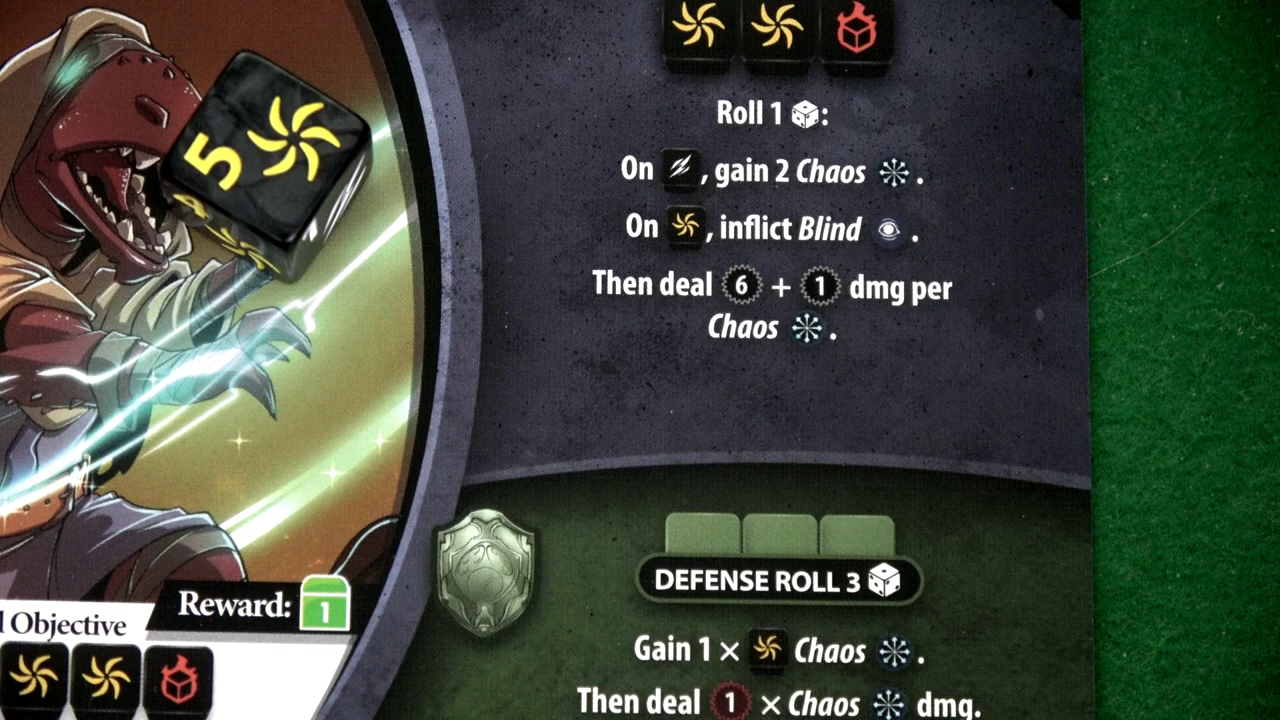 5
Roll 1 :
On , gain 2 Chaos .
On , inflict Blind .
Then deal 6 + 1 dmg per
Chaos .
DEFENSE ROLL 3
Gain 1 × Chaos .
Then deal 1 × Chaos dmg.
Reward: 1
Objective